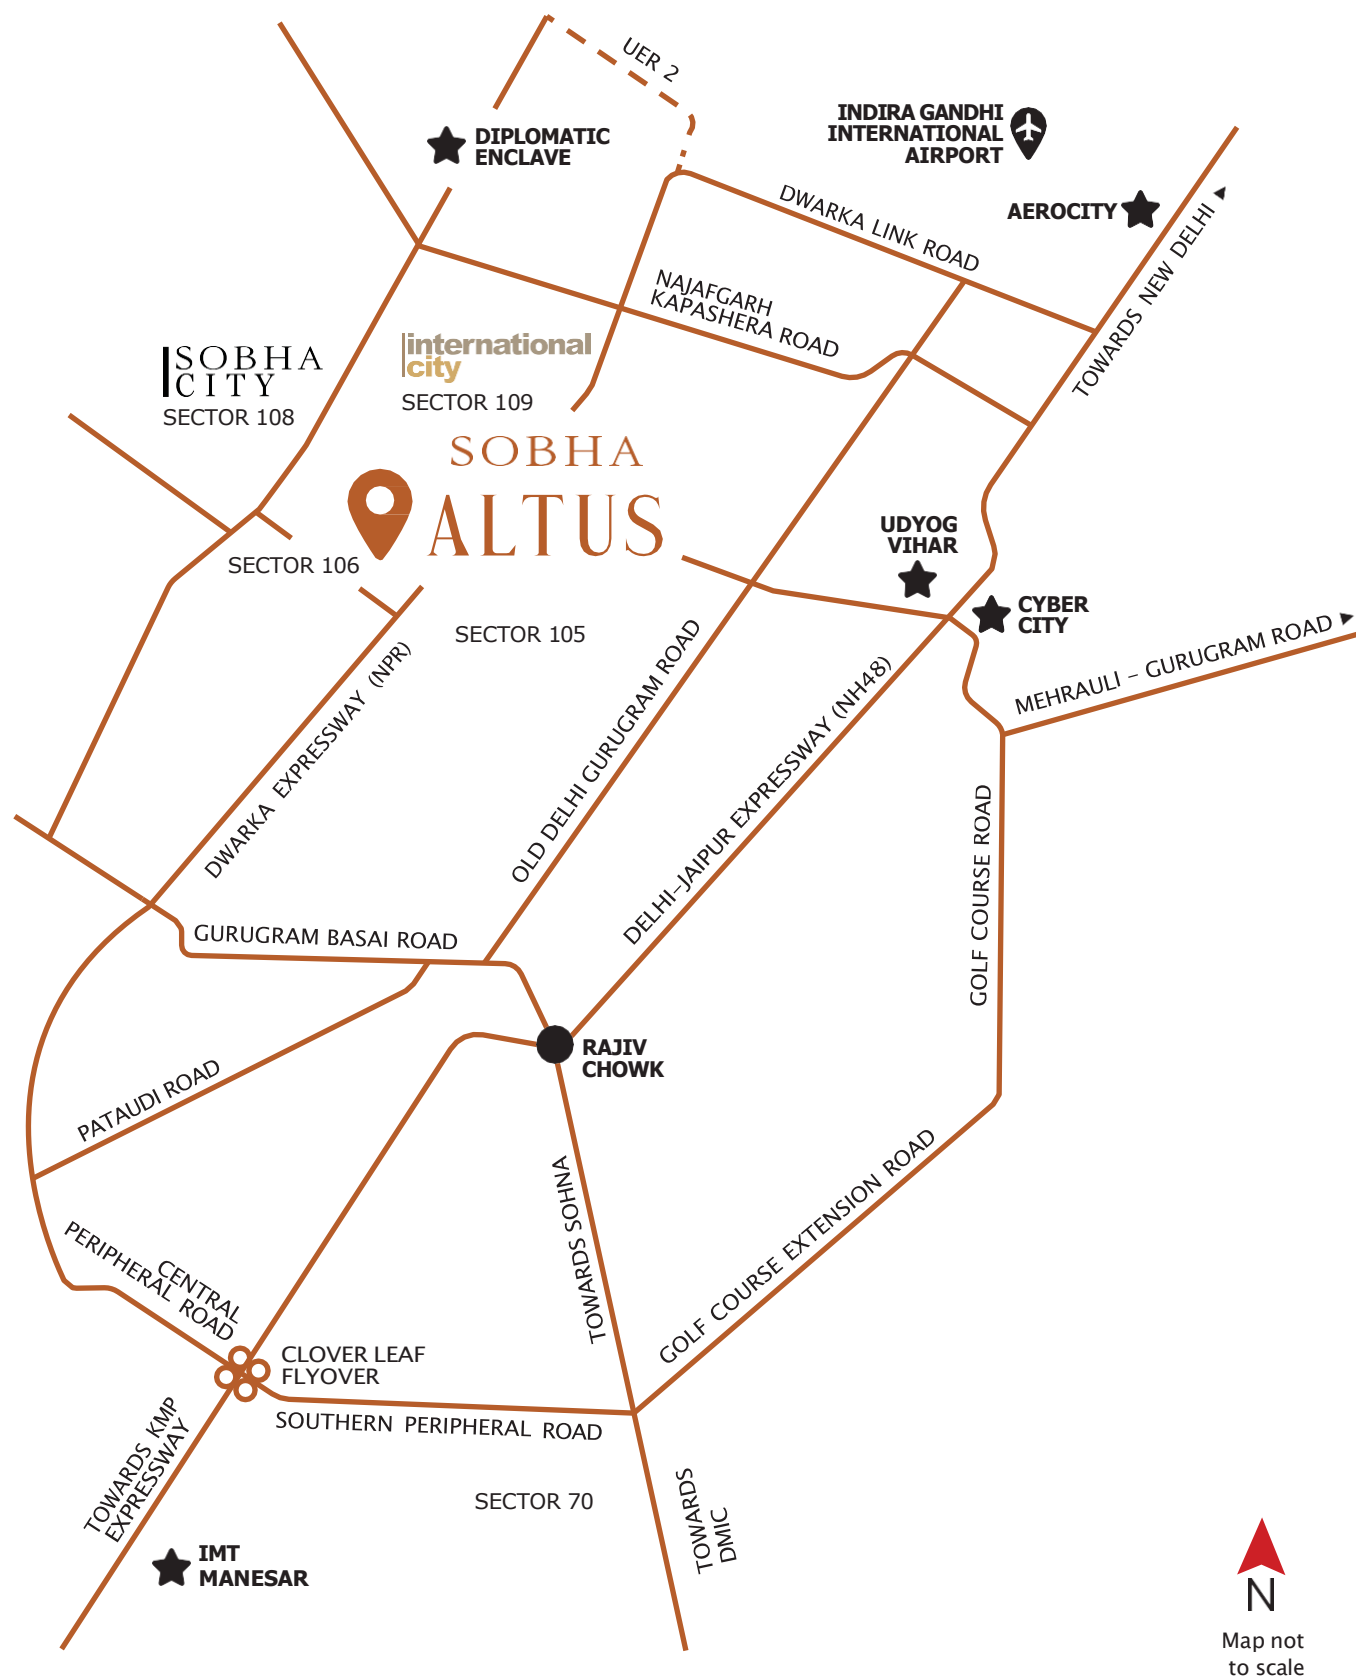 UER 2
DIPLOMATIC
ENCLAVE
INDIRA GANDHI
INTERNATIONAL
AIRPORT
AEROCITY
DWARKA LINK ROAD
TOWARDS NEW DELHI
NAJAFGARH
KAPASHERA ROAD
SOBHA
CITY
SECTOR 108
international
city
SECTOR 109
SOBHA
ALTUS
SECTOR 106
SECTOR 105
UDYOG
VIHAR
CYBER
CITY
MEHRAULI - GURUGRAM ROAD
DWARKA EXPRESSWAY (NPR)
OLD DELHI GURUGRAM ROAD
DELHI-JAIPUR EXPRESSWAY (NH48)
GOLF COURSE ROAD
GURUGRAM BASAI ROAD
RAJIV
CHOWK
PATAUDI ROAD
TOWARDS SOHNA
GOLF COURSE EXTENSION ROAD
CENTRAL
PERIPHERAL ROAD
CLOVER LEAF
FLYOVER
SOUTHERN PERIPHERAL ROAD
TOWARDS KMP
EXPRESSWAY
SECTOR 70
TOWARDS
DMIC
IMT
MANESAR
N
Map not
to scale